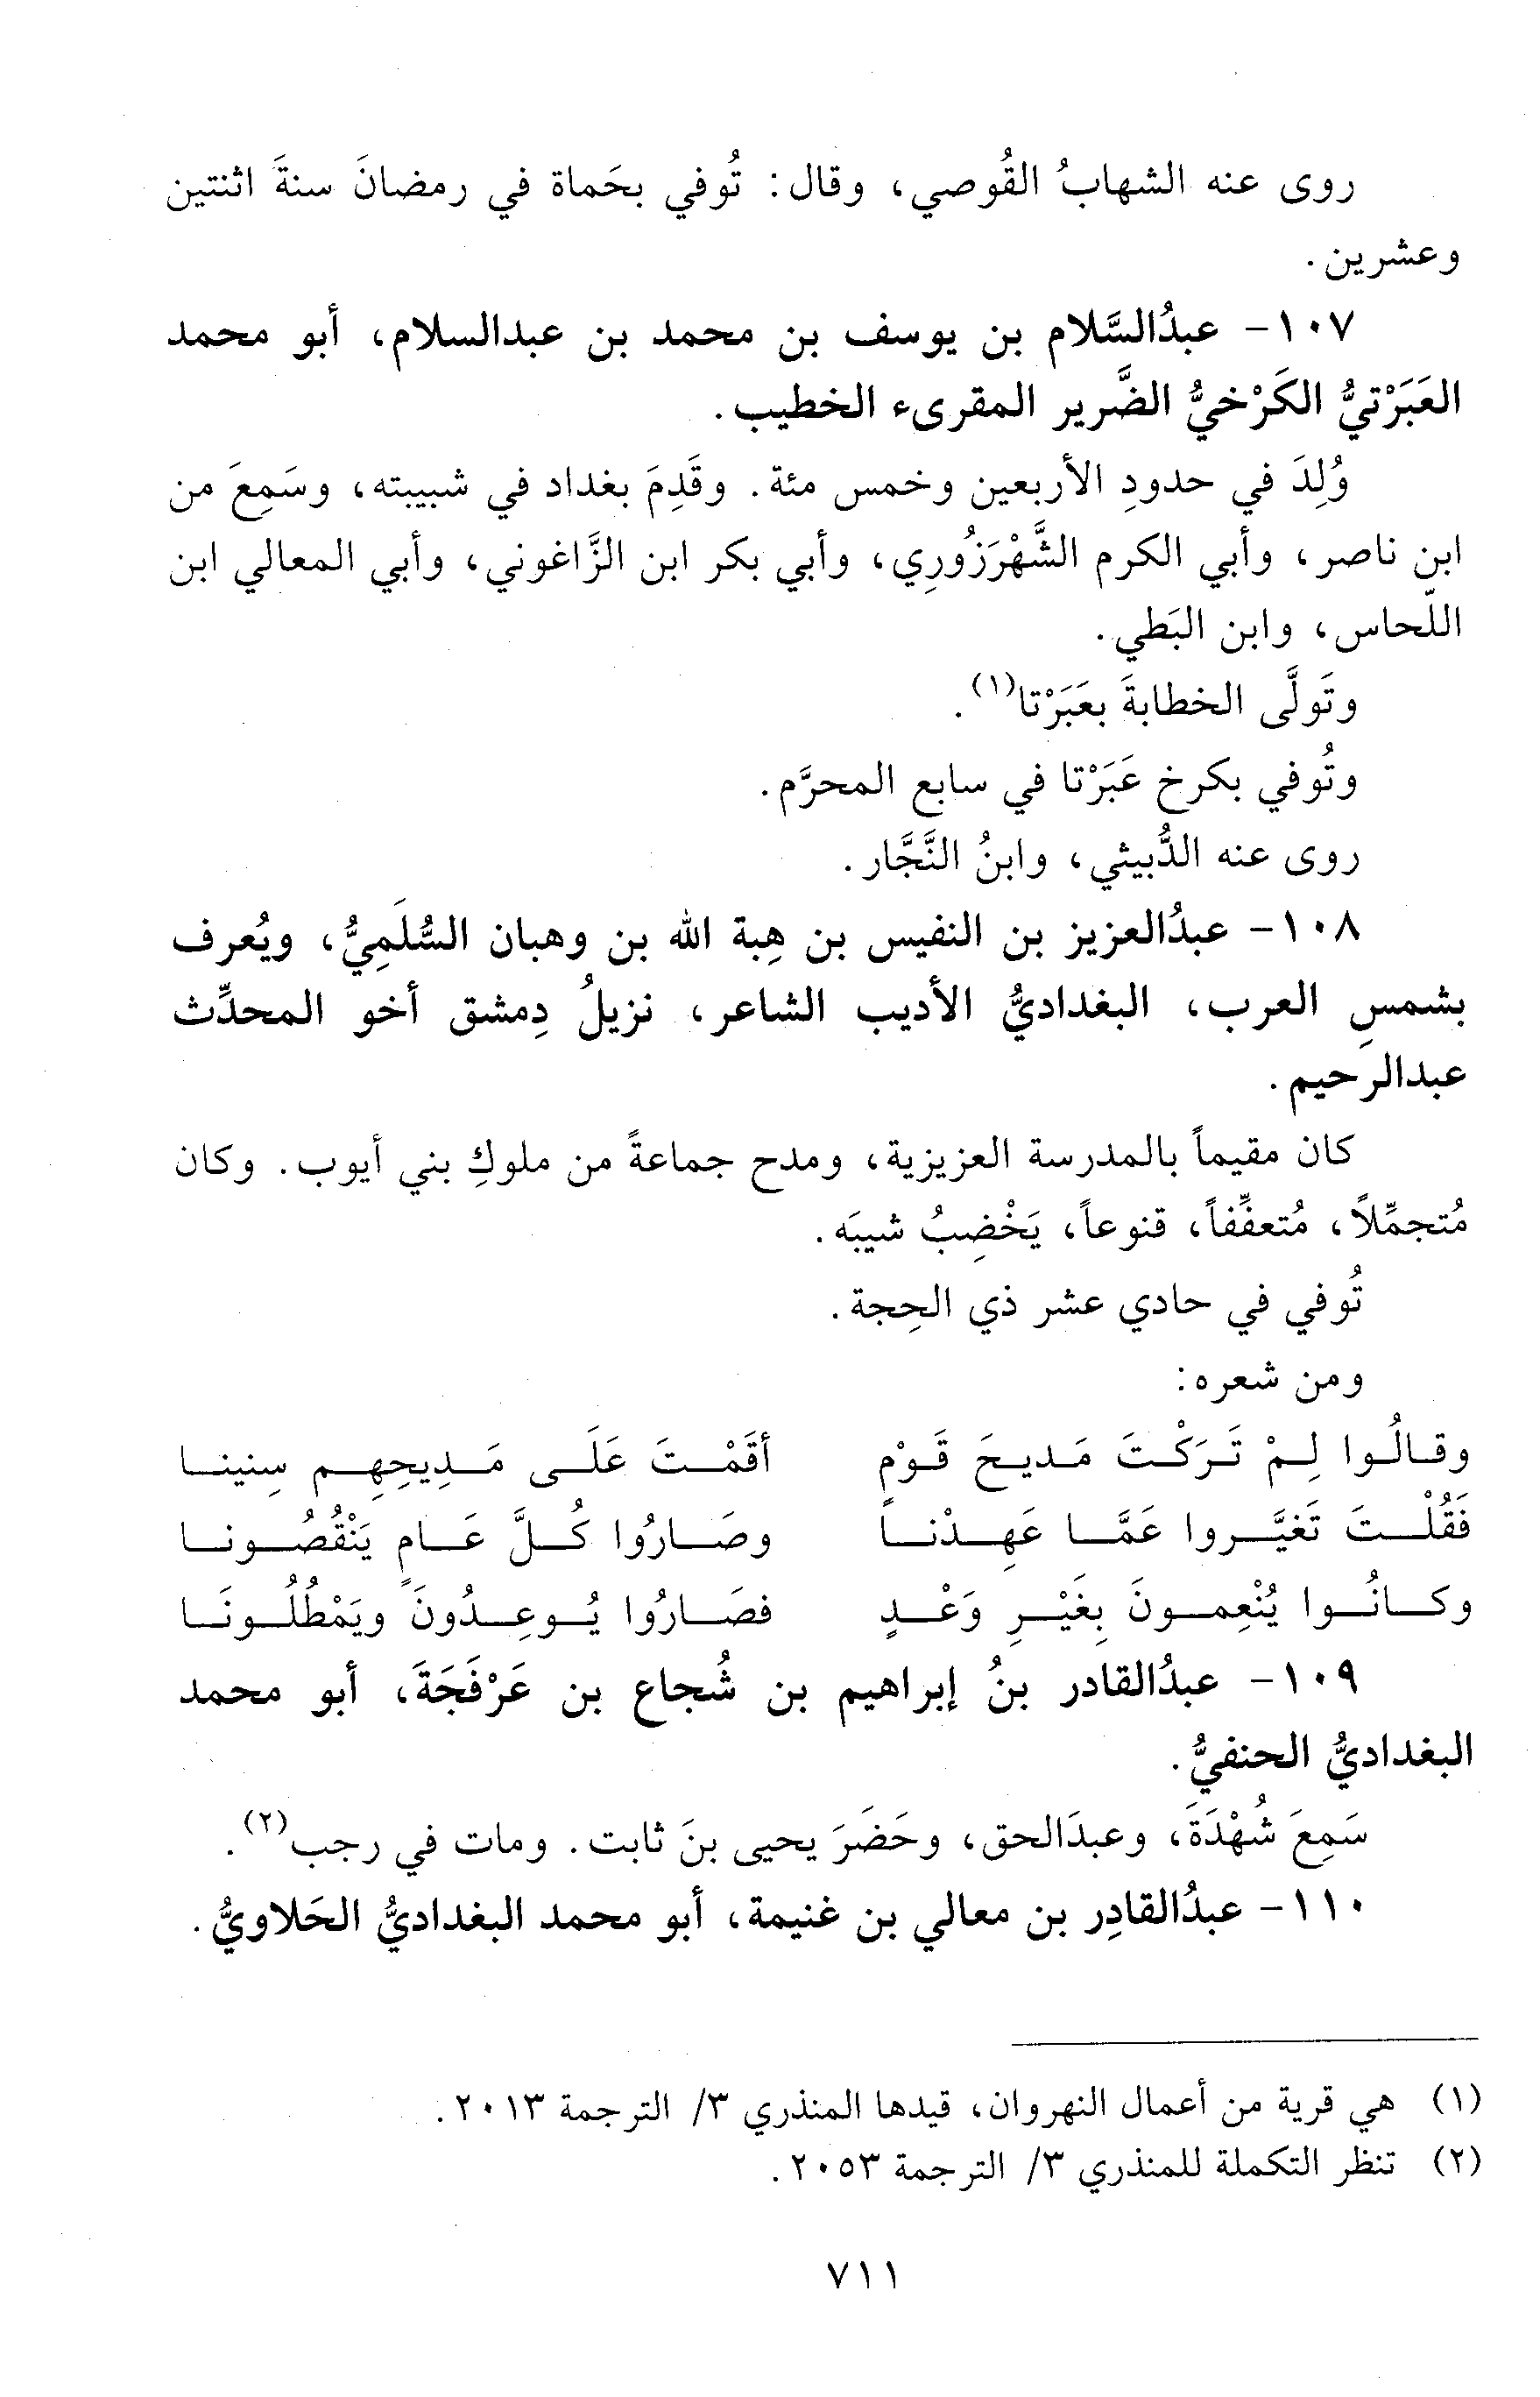 روى عنه الشهابُ القُوصي، وقال: تُوفي بحَماة في رمضانَ سنةَ اثنتين
وعشرين.
١٠٧- عبدُالسَّلام بن يوسف بن محمد بن عبدالسلام، أبو محمد
العَبَرْتيُّ الكَرْخيُّ الضَّرير المقرىء الخطيب.
وُلِدَ في حدودِ الأربعين وخمس مئة. وقَدِمَ بغداد في شبيبته، وسَمِعَ من
ابن ناصر، وأبي الكرم الشَّهْرَزُورِي، وأبي بكر ابن الزَّاغوني، وأبي المعالي ابن
اللّحاس، وابن البَطي.
وتَولَّى الخطابةَ بعَبَرْتا(١).
وتُوفي بكرخ عَبَرْتا في سابع المحرَّم.
روى عنه الدُّبيثي، وابنُ النَّجَّار.
١٠٨- عبدُالعزيز بن النفيس بن هِبة الله بن وهبان السُّلَمِيُّ، ويُعرف
بشمسِ العرب، البغداديُّ الأديب الشاعر، نزيلُ دِمشق أخو المحدِّث
عبدالرحيم.
كان مقيماً بالمدرسة العزيزية، ومدح جماعةً من ملوكِ بني أيوب. وكان
مُتجمِّلاً، مُتعفِّفاً، قنوعاً، يَخْضِبُ شيبَه.
تُوفي في حادي عشر ذي الحِجة.
ومن شعره:
وقالُوا لِمْ تَرَكْتَ مَديحَ قَوْمٍ أقَمْتَ عَلَى مَدِيحِهِم سِنينا
فَقُلْتُ تَغيَّروا عَمَّا عَهِدْنا وصَارُوا كُلَّ عَامٍ يَنْقُصُونا
وكانُوا يُنْعِمونَ بِغَيْرِ وَعْدٍ فصَارُوا يُوعِدُونَ ويَمْطُلُونَا
١٠٩- عبدُالقادر بنُ إبراهيم بن شُجاع بن عَرْفَجَةَ، أبو محمد
البغداديُّ الحنفيُّ.
سَمِعَ شُهْدَةَ، وعبدَالحق، وحَضَرَ يحيى بنَ ثابت. ومات في رجب(٢).
١١٠- عبدُالقادِر بن معالي بن غنيمة، أبو محمد البغداديُّ الحَلاويُّ.
(١) هي قرية من أعمال النهروان، قيدها المنذري ٣/ الترجمة ٢٠١٣.
(٢) تنظر التكملة للمنذري ٣/ الترجمة ٢٠٥٣.
٧١١